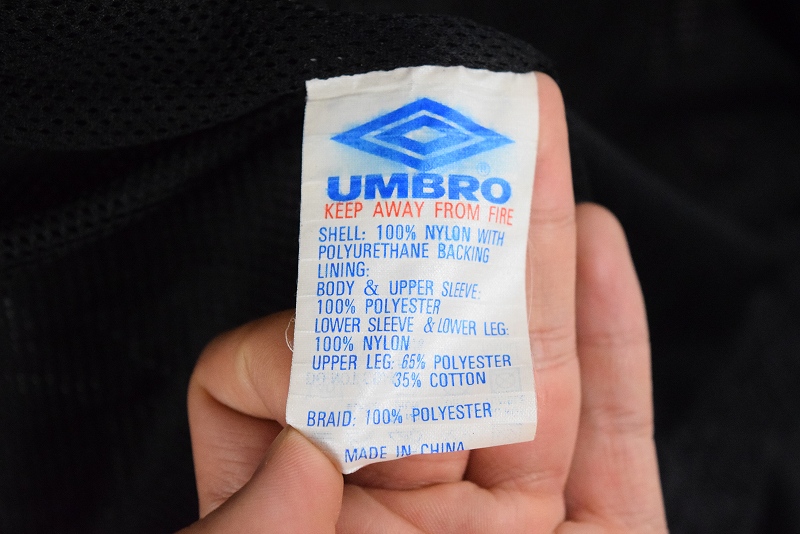 UMBRO
KEEP AWAY FROM FIRE
SHELL: 100% NYLON WITH
POLYURETHANE BACKING
LINING:
BODY & UPPER SLEEVE:
100% POLYESTER
LOWER SLEEVE & LOWER LEG:
100% NYLON
UPPER LEG: 65% POLYESTER
35% COTTON
BRAID: 100% POLYESTER
MADE IN CHINA